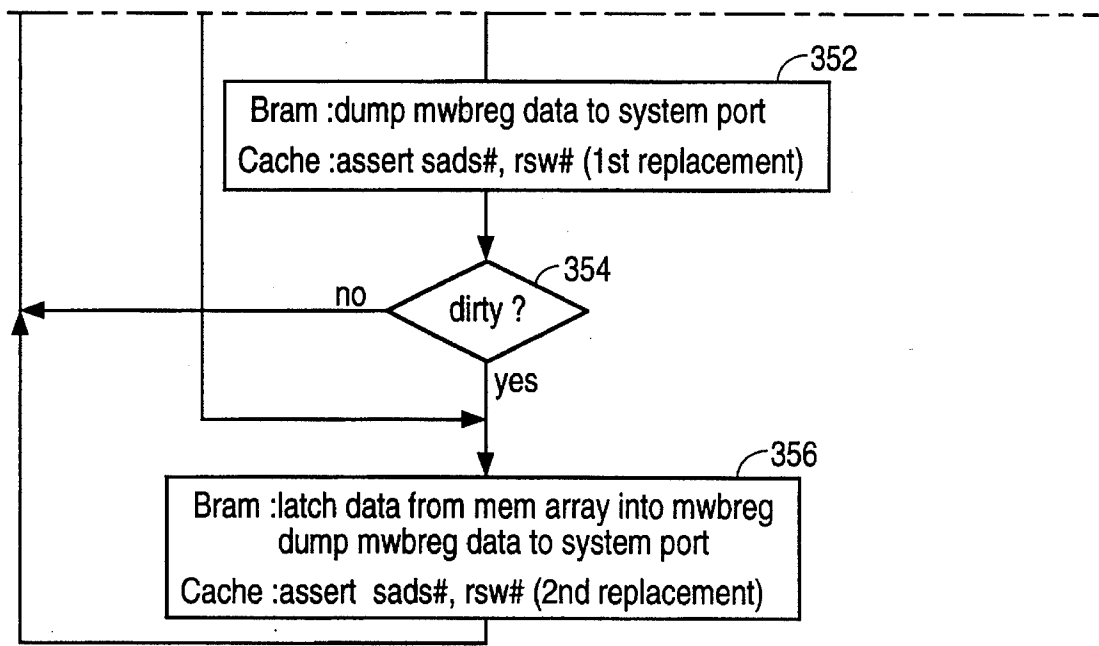 352
Bram :dump mwbreg data to system port
Cache :assert sads#, rsw# (1st replacement)
354
no
dirty ?
yes
356
Bram :latch data from mem array into mwbreg
dump mwbreg data to system port
Cache :assert sads#, rsw# (2nd replacement)